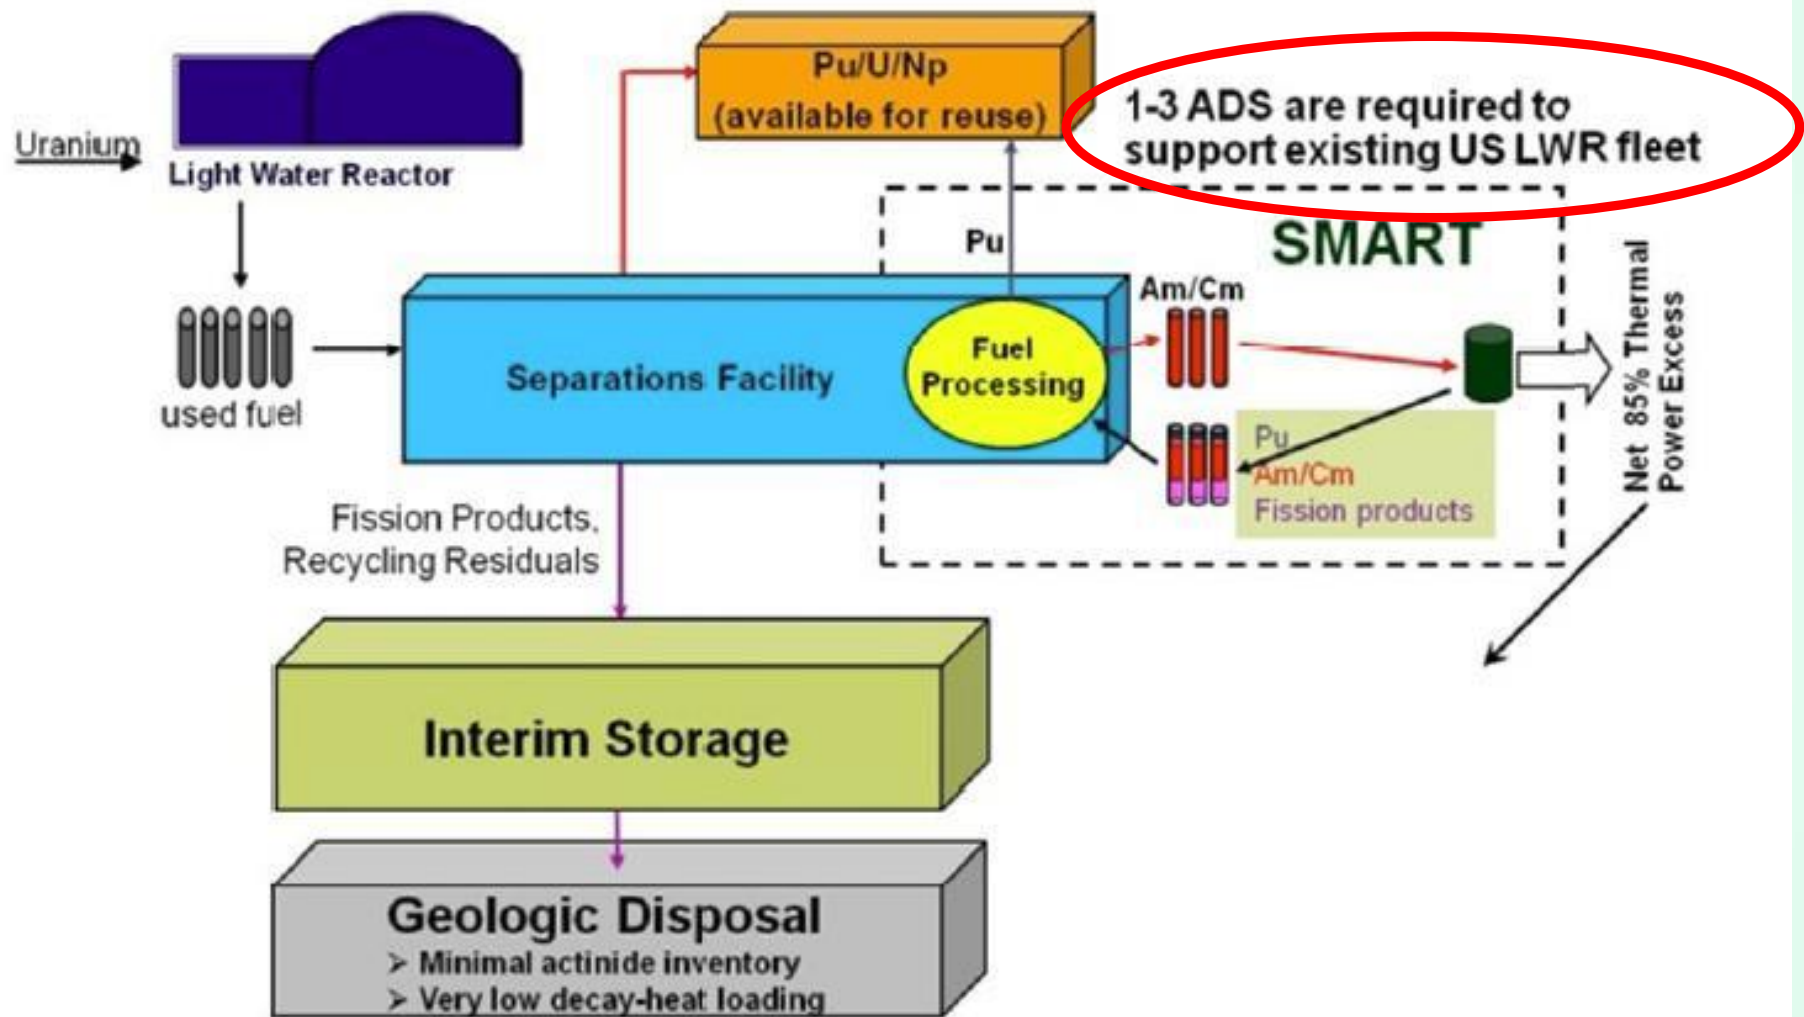 Pu/U/Np
(available for reuse)
1-3 ADS are required to
support existing US LWR fleet
Uranium
Light Water Reactor
SMART
Pu
Am/Cm
Net 85% Thermal
Power Excess
Fuel
Processing
Separations Facility
used fuel
Pu
Am/Cm
Fission products
Fission Products,
Recycling Residuals
Interim Storage
Geologic Disposal
➢ Minimal actinide inventory
➢ Very low decay-heat loading